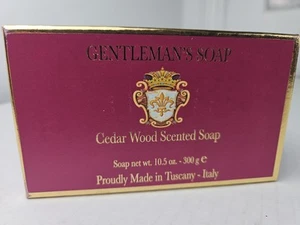 GENTLEMAN'S SOAP
Cedar Wood Scented Soap
Soap net wt. 10.5 oz. - 300 g ℮
Proudly Made in Tuscany - Italy